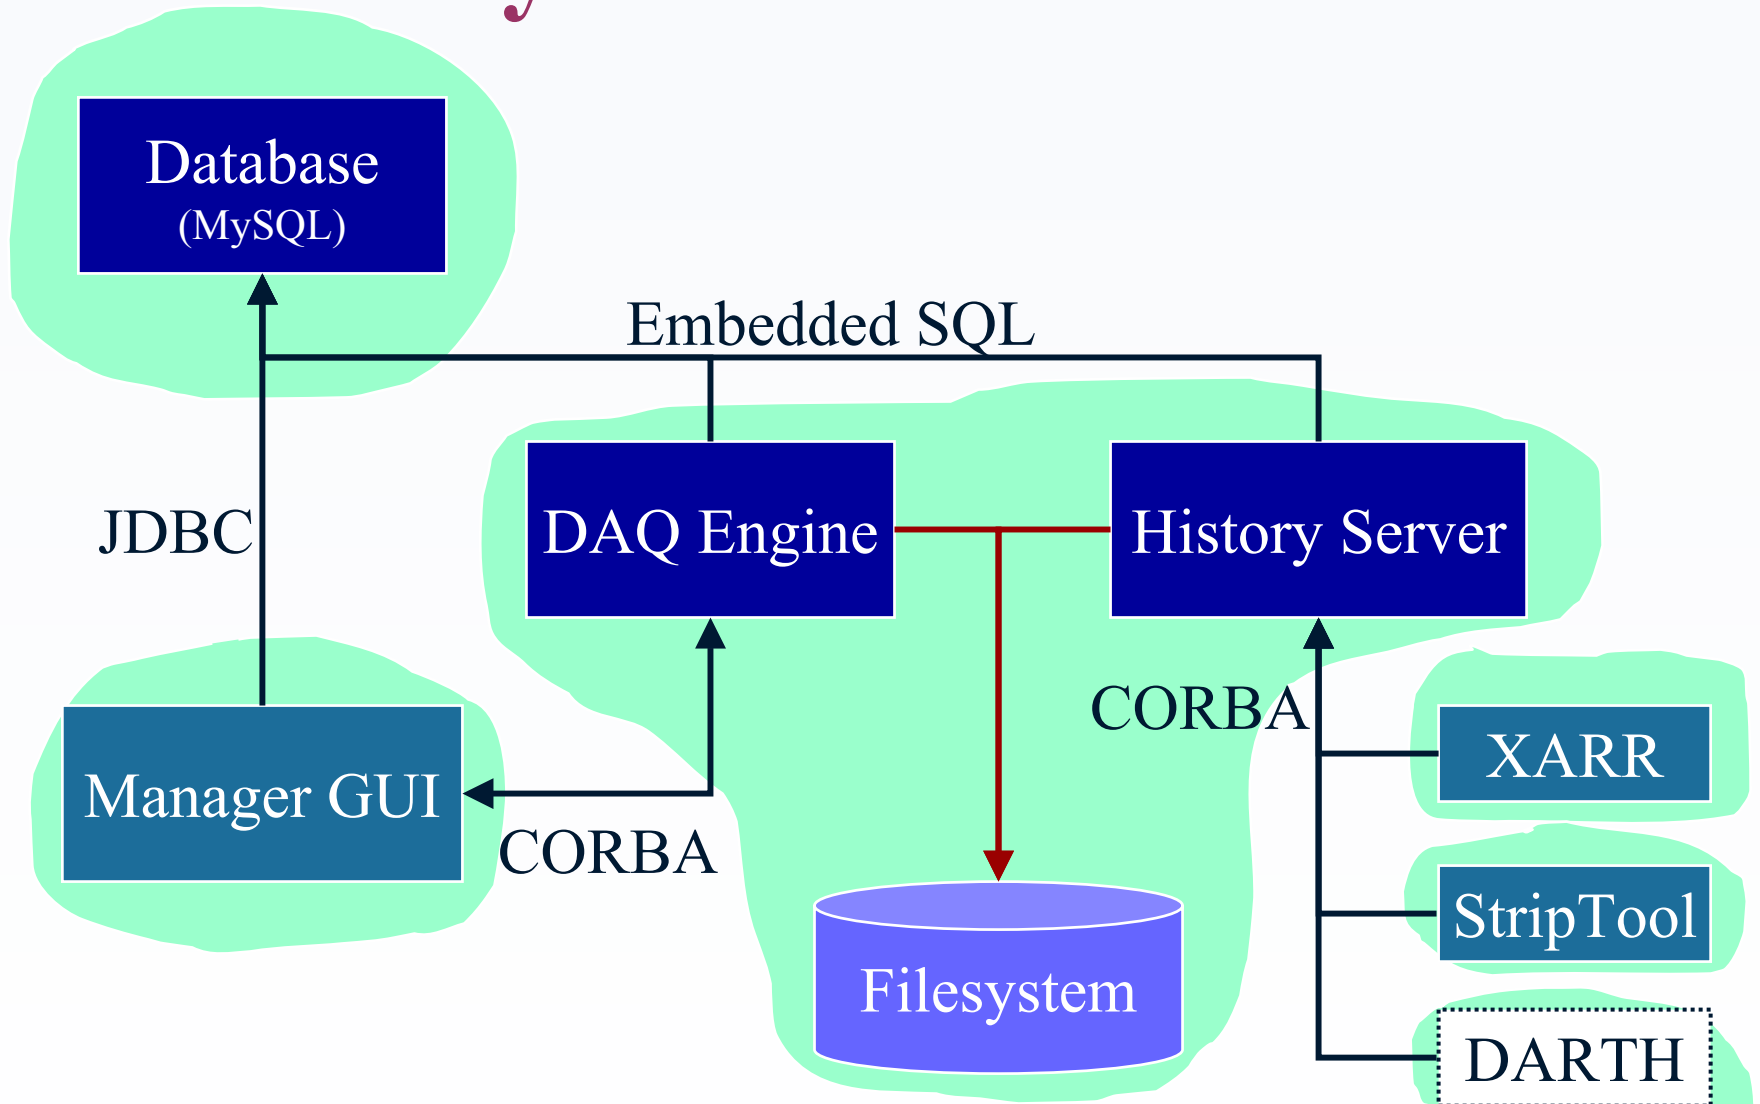 Database
(MySQL)
Embedded SQL
JDBC
DAQ Engine
History Server
CORBA
XARR
Manager GUI
CORBA
StripTool
Filesystem
DARTH